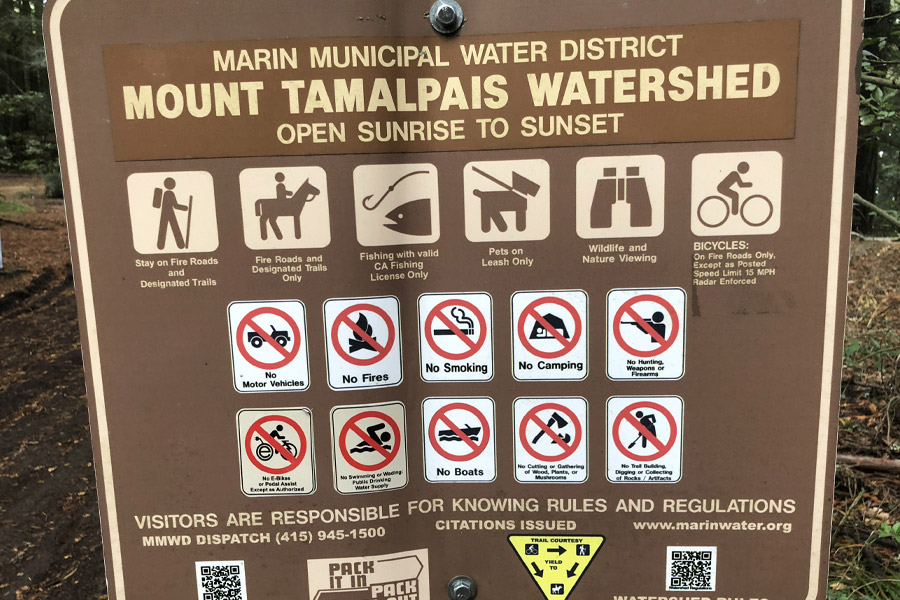 MARIN MUNICIPAL WATER DISTRICT
MOUNT TAMALPAIS WATERSHED
OPEN SUNRISE TO SUNSET
Stay on Fire Roads
and
Designated Trails
Fire Roads and
Designated Trails
Only
Fishing with valid
CA Fishing
License Only
Pets on
Leash Only
Wildlife and
Nature Viewing
BICYCLES:
On Fire Roads Only,
Except as Posted
Speed Limit 15 MPH
Radar Enforced
No
Motor Vehicles
No Fires
No Smoking
No Camping
No Hunting,
Weapons or
Firearms
No E-Bikes
or Pedal Assist
Except as Authorized
No Swimming or Wading:
Public Drinking
Water Supply
No Boats
No Cutting or Gathering
of Wood, Plants, or
Mushrooms
No Trail Building,
Digging or Collecting
of Rocks / Artifacts
VISITORS ARE RESPONSIBLE FOR KNOWING RULES AND REGULATIONS
MMWD DISPATCH (415) 945-1500
CITATIONS ISSUED
www.marinwater.org
PACK
IT IN
PACK
OUT
TRAIL COURTESY
YIELD
TO
Watershed Regulations
WATERSHED RULES